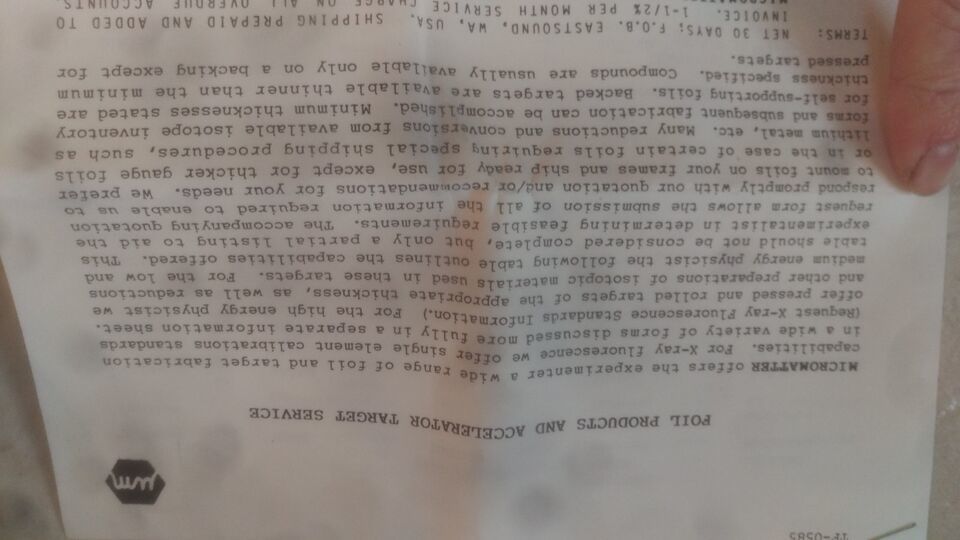 TF-0585
mm
FOIL PRODUCTS AND ACCELERATOR TARGET SERVICE
MICROMATTER offers the experimenter a wide range of foil and target fabrication
capabilities. For X-ray fluorescence we offer single element calibrations standards
in a wide variety of forms discussed more fully in a separate information sheet.
(Request X-ray Fluorescence Standards Information.) For the high energy physicist we
offer pressed and rolled targets of the appropriate thickness, as well as reductions
and other preparations of isotopic materials used in these targets. For the low and
medium energy physicist the following table outlines the capabilities offered. This
table should not be considered complete, but only a partial listing to aid the
experimentalist in determining feasible requirements. The accompanying quotation
request form allows the submission of all the information required to enable us to
respond promptly with our quotation and/or recommendations for your needs. We prefer
to mount foils on your frames and ship ready for use, except for thicker gauge foils
or in the case of certain foils requiring special shipping procedures, such as
lithium metal, etc. Many reductions and conversions from available isotope inventory
forms and subsequent fabrication can be accomplished. Minimum thicknesses stated are
for self-supporting foils. Backed targets are available thinner than the minimum
thickness specified. Compounds are usually available only on a backing except for
pressed targets.
TERMS: NET 30 DAYS; F.O.B. EASTSOUND, WA, USA. SHIPPING PREPAID AND ADDED TO
INVOICE. 1-1/2% PER MONTH SERVICE CHARGE ON ALL OVERDUE ACCOUNTS.